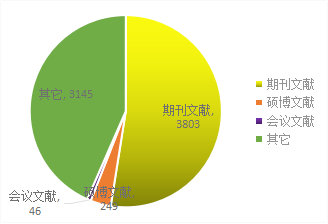 其它, 3145
期刊文献,
3803
硕博文献,
249
会议文献,
46
期刊文献
硕博文献
会议文献
其它